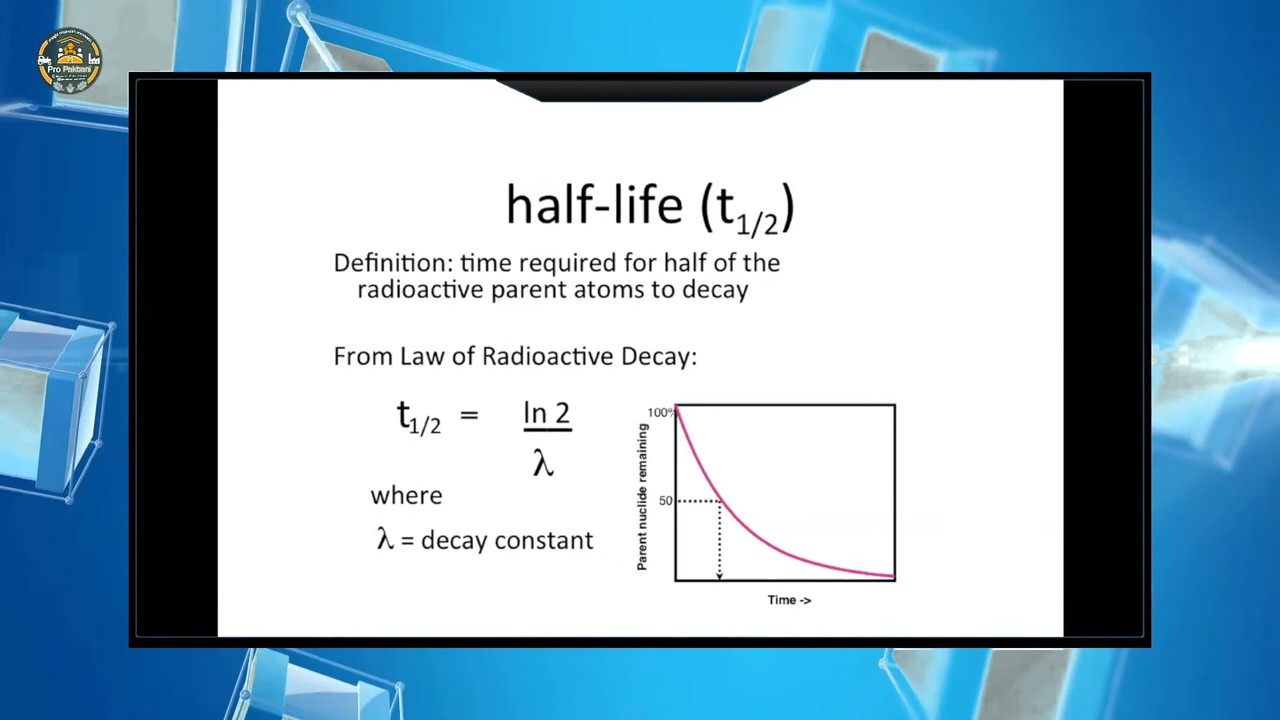 Pro Pakbani
half-life (t1/2)
Definition: time required for half of the
radioactive parent atoms to decay
From Law of Radioactive Decay:
t1/2 = ln 2
λ
where
λ = decay constant
100%
50
Parent nuclide remaining
Time ->